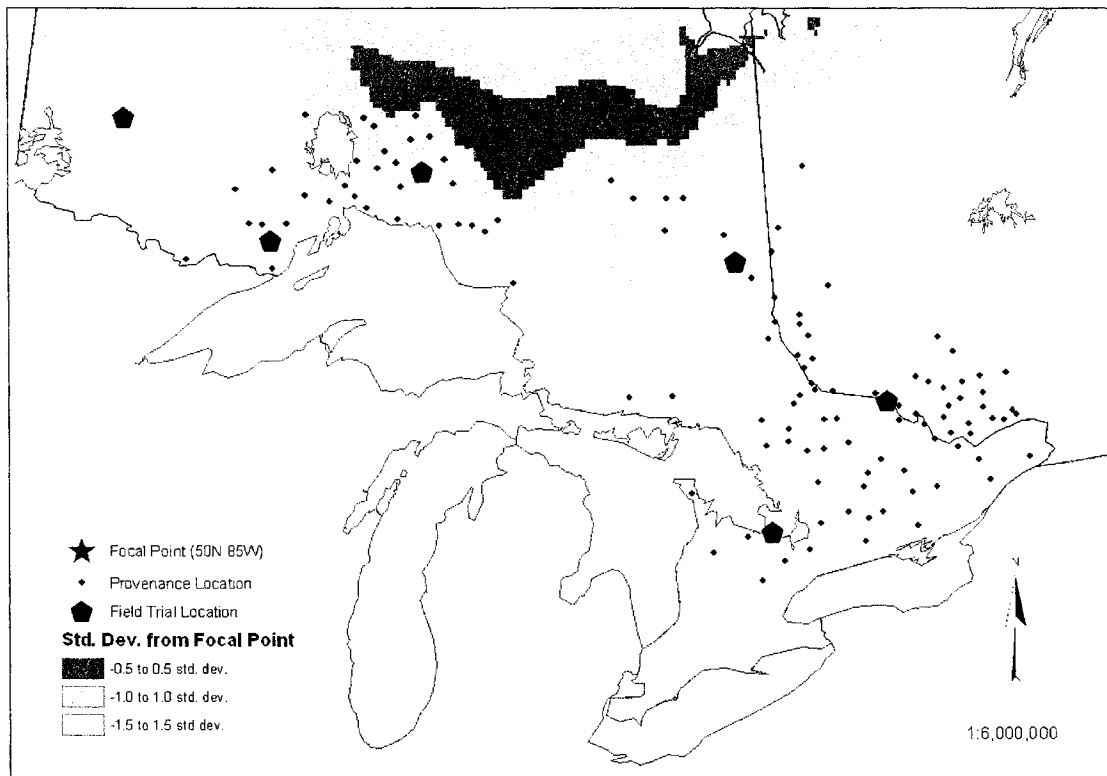 Focal Point (50N 85W)
Provenance Location
Field Trial Location
Std. Dev. from Focal Point
-0.5 to 0.5 std. dev.
-1.0 to 1.0 std. dev.
-1.5 to 1.5 std dev.
N
1:6,000,000